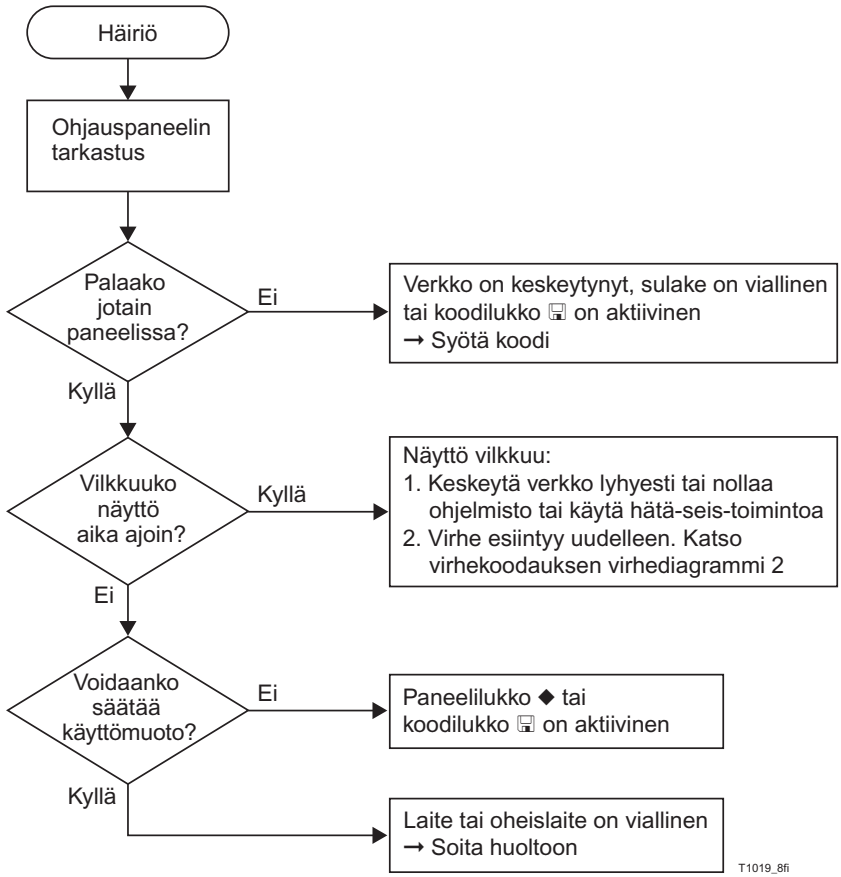 Häiriö
Ohjauspaneelin
tarkastus
Palaako
jotain
paneelissa?
Ei
Verkko on keskeytynyt, sulake on viallinen
tai koodilukko 🖫 on aktiivinen
→ Syötä koodi
Kyllä
Vilkkuuko
näyttö
aika ajoin?
Kyllä
Näyttö vilkkuu:
1. Keskeytä verkko lyhyesti tai nollaa
ohjelmisto tai käytä hätä-seis-toimintoa
2. Virhe esiintyy uudelleen. Katso
virhekoodauksen virhediagrammi 2
Ei
Voidaanko
säätää
käyttömuoto?
Ei
Paneelilukko ◆ tai
koodilukko 🖫 on aktiivinen
Kyllä
Laite tai oheislaite on viallinen
→ Soita huoltoon
T1019_8fi